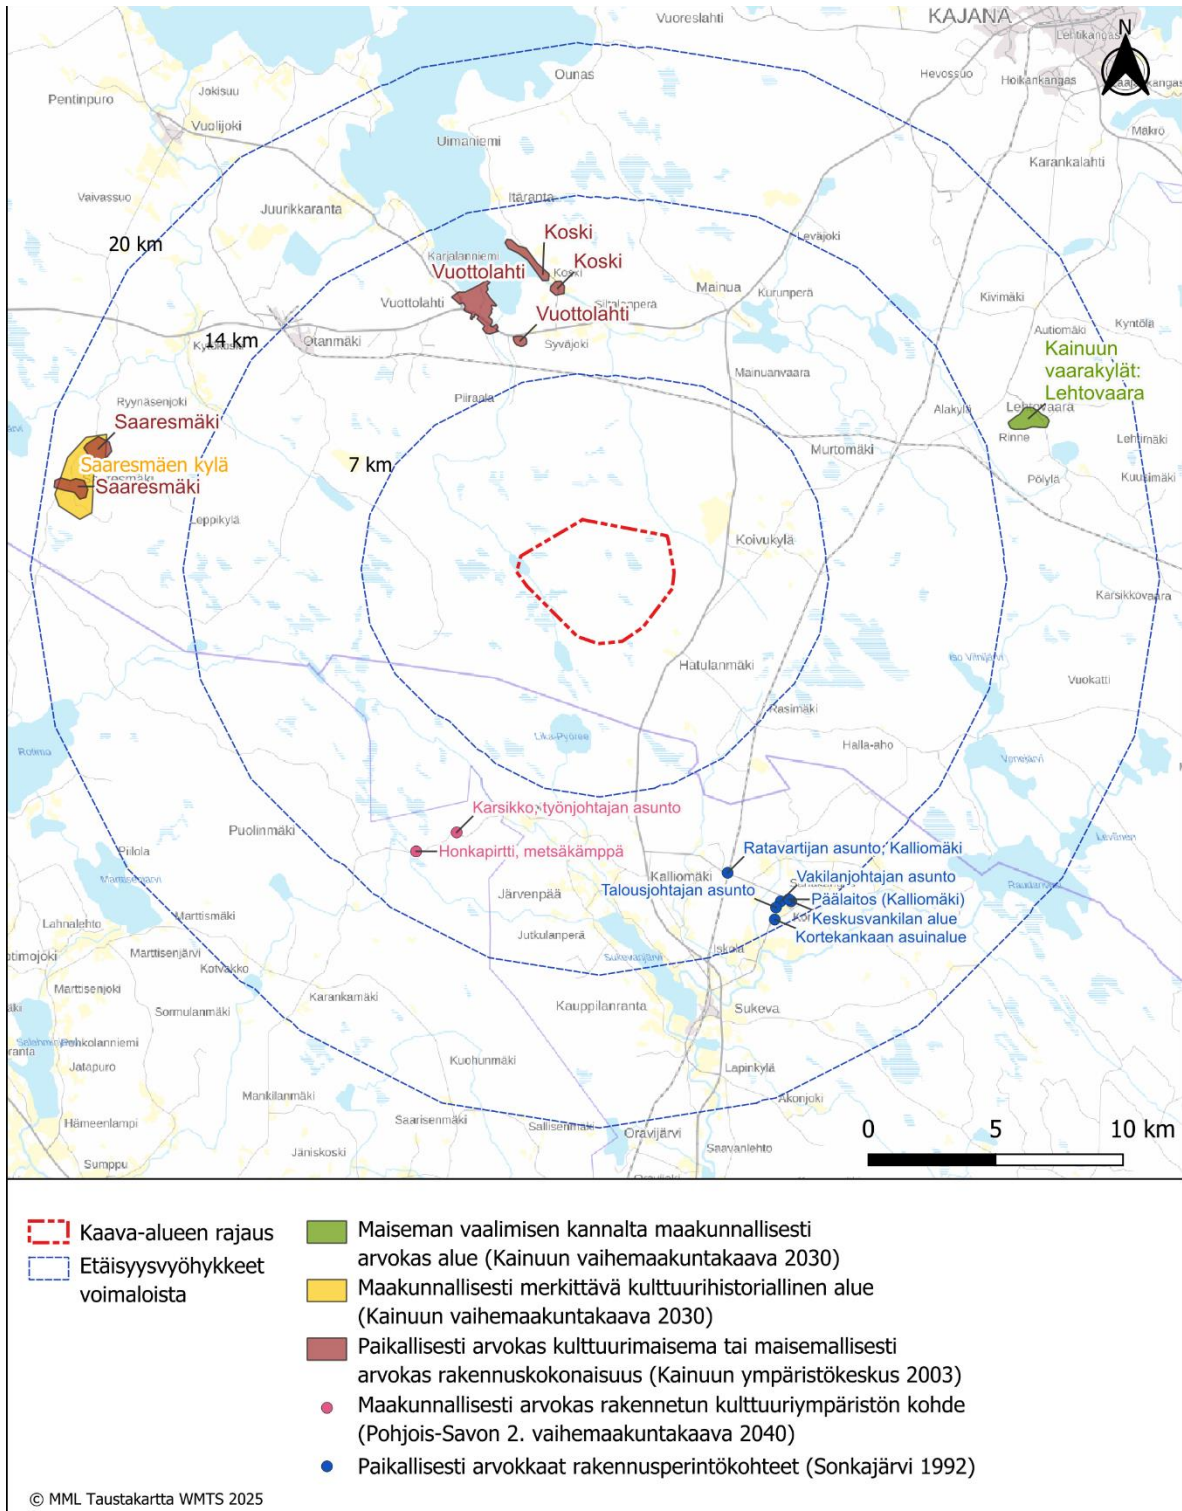 Vuoreslahti
KAJANA
N
Lehtikangas
Hevossuo
Hoikankangas
Ounas
Jokisuu
Pentinpuro
Vuolijoki
Mäkrö
Uimaniemi
Karankalahti
Vaivassuo
Itäranta
Juurikkaranta
Koski
Leväjoki
20 km
Karjalanniemi
Koski
Koski
Vuottolahti
Mainua
Kurunperä
Kivimäki
Vuottolahti
Vuottolahti
Autiomäki
Kyntölä
14 km
Otanmäki
Syväjoki
Kainuun
vaarakylät:
Lehtovaara
Mainuanvaara
Ryynäsenjoki
Piiraala
Alakylä
Lehtovaara
Saaresmäki
Rinne
Lehtimäki
Murtomäki
Saaresmäen kylä
7 km
Pölylä
Kuusimäki
Saaresmäki
Leppikylä
Koivukylä
Karsikkovaara
Hatulanmäki
Vuokatti
Rasimäki
Halla-aho
Karsikko, työnjohtajan asunto
Puolinmäki
Honkapirtti, metsäkämppä
Ratavartijan asunto, Kalliomäki
Piilola
Kalliomäki
Vakilanjohtajan asunto
Talousjohtajan asunto
Järvenpää
Päälaitos (Kalliomäki)
Lahnalehto
Marttismäki
Keskusvankilan alue
Jutkulanperä
Kortekankaan asuinalue
Marttisenjärvi
Iskola
Kotvakko
Sukevanjärvi
Marttisenjoki
Karankamäki
Kauppilanranta
Sukeva
Sormulanmäki
Pohkolanniemi
Kuohunmäki
Jatapuro
Lapinkylä
Mankilanmäki
Akonjoki
Hämeenlampi
Saarisenmäki
Sallisenmäki
Oravijärvi
0 5 10 km
Jäniskoski
Saavanlehto
Sumppu
Kaava-alueen rajaus
Etäisyysvyöhykkeet
voimaloista
Maiseman vaalimisen kannalta maakunnallisesti
arvokas alue (Kainuun vaihemaakuntakaava 2030)
Maakunnallisesti merkittävä kulttuurihistoriallinen alue
(Kainuun vaihemaakuntakaava 2030)
Paikallisesti arvokas kulttuurimaisema tai maisemallisesti
arvokas rakennuskokonaisuus (Kainuun ympäristökeskus 2003)
Maakunnallisesti arvokas rakennetun kulttuuriympäristön kohde
(Pohjois-Savon 2. vaihemaakuntakaava 2040)
Paikallisesti arvokkaat rakennusperintökohteet (Sonkajärvi 1992)
© MML Taustakartta WMTS 2025